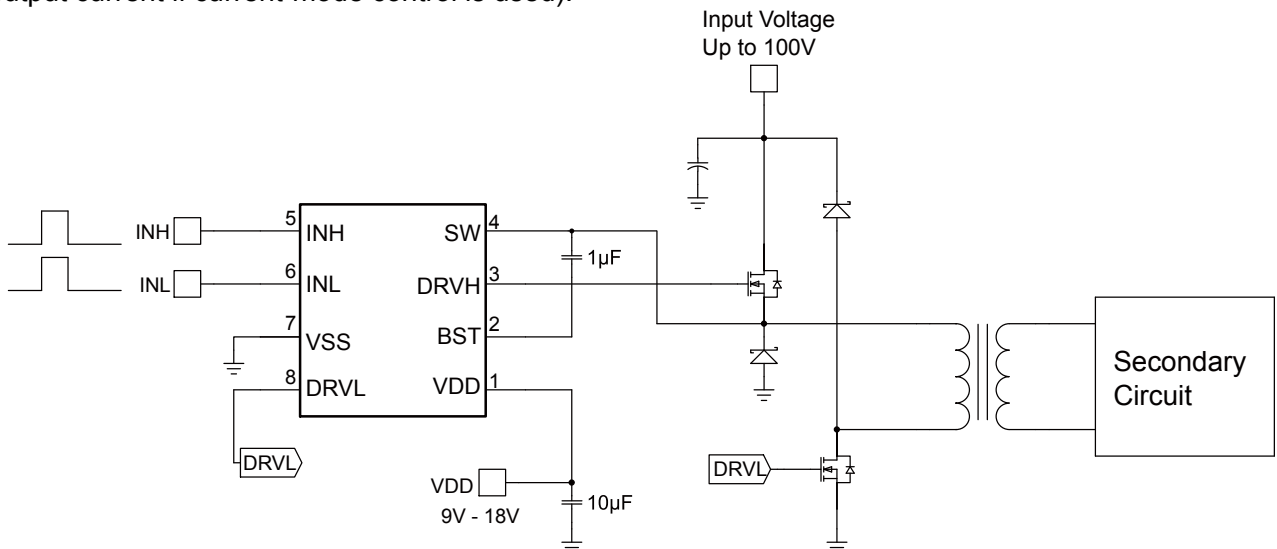 output current if current mode control is used).
Input Voltage
Up to 100V
INH
INL
5
INH
6
INL
7
VSS
8
DRVL
4
SW
3
DRVH
2
BST
1
VDD
1µF
DRVL
VDD
9V - 18V
10µF
DRVL
Secondary
Circuit